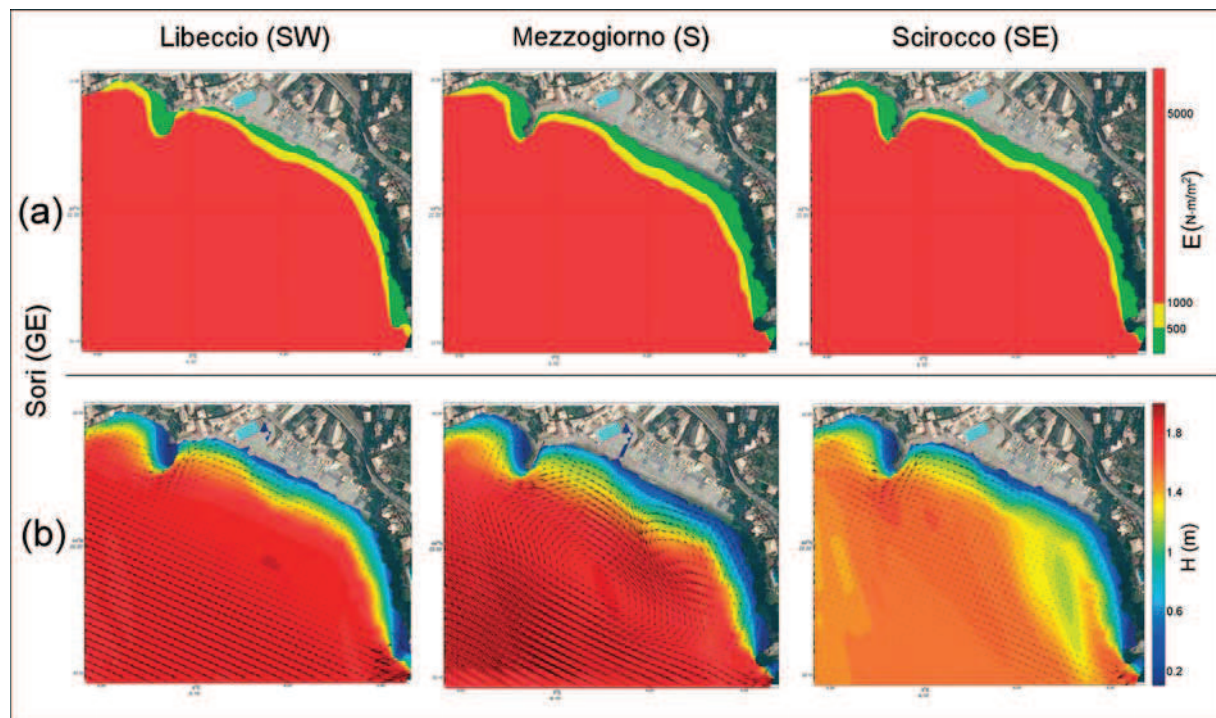 Libeccio (SW)
Mezzogiorno (S)
Scirocco (SE)
Sori (GE)
(a)
5000
1000
500
E (N·m/m²)
(b)
1.8
1.4
1
0.6
0.2
H (m)